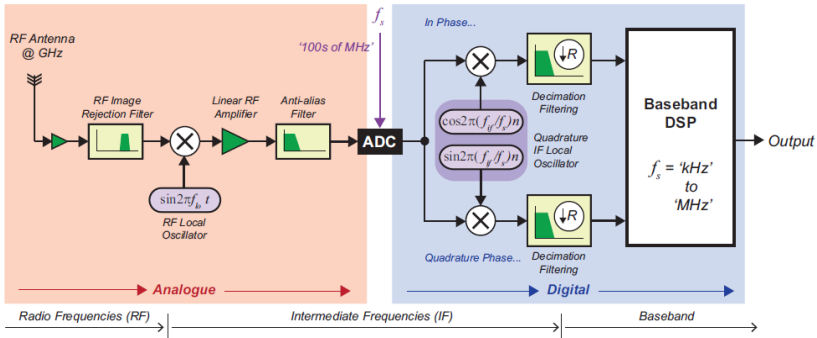 RF Antenna
@ GHz
RF Image
Rejection Filter
sin2πf_lo t
RF Local
Oscillator
Linear RF
Amplifier
Anti-alias
Filter
f_s
‘100s of MHz’
ADC
In Phase...
cos2π(f_if/f_s)n
sin2π(f_if/f_s)n
Quadrature
IF Local
Oscillator
Quadrature Phase...
↓R
Decimation
Filtering
↓R
Decimation
Filtering
Baseband
DSP
f_s = ‘kHz’
to
‘MHz’
Output
Analogue
Digital
Radio Frequencies (RF)
Intermediate Frequencies (IF)
Baseband